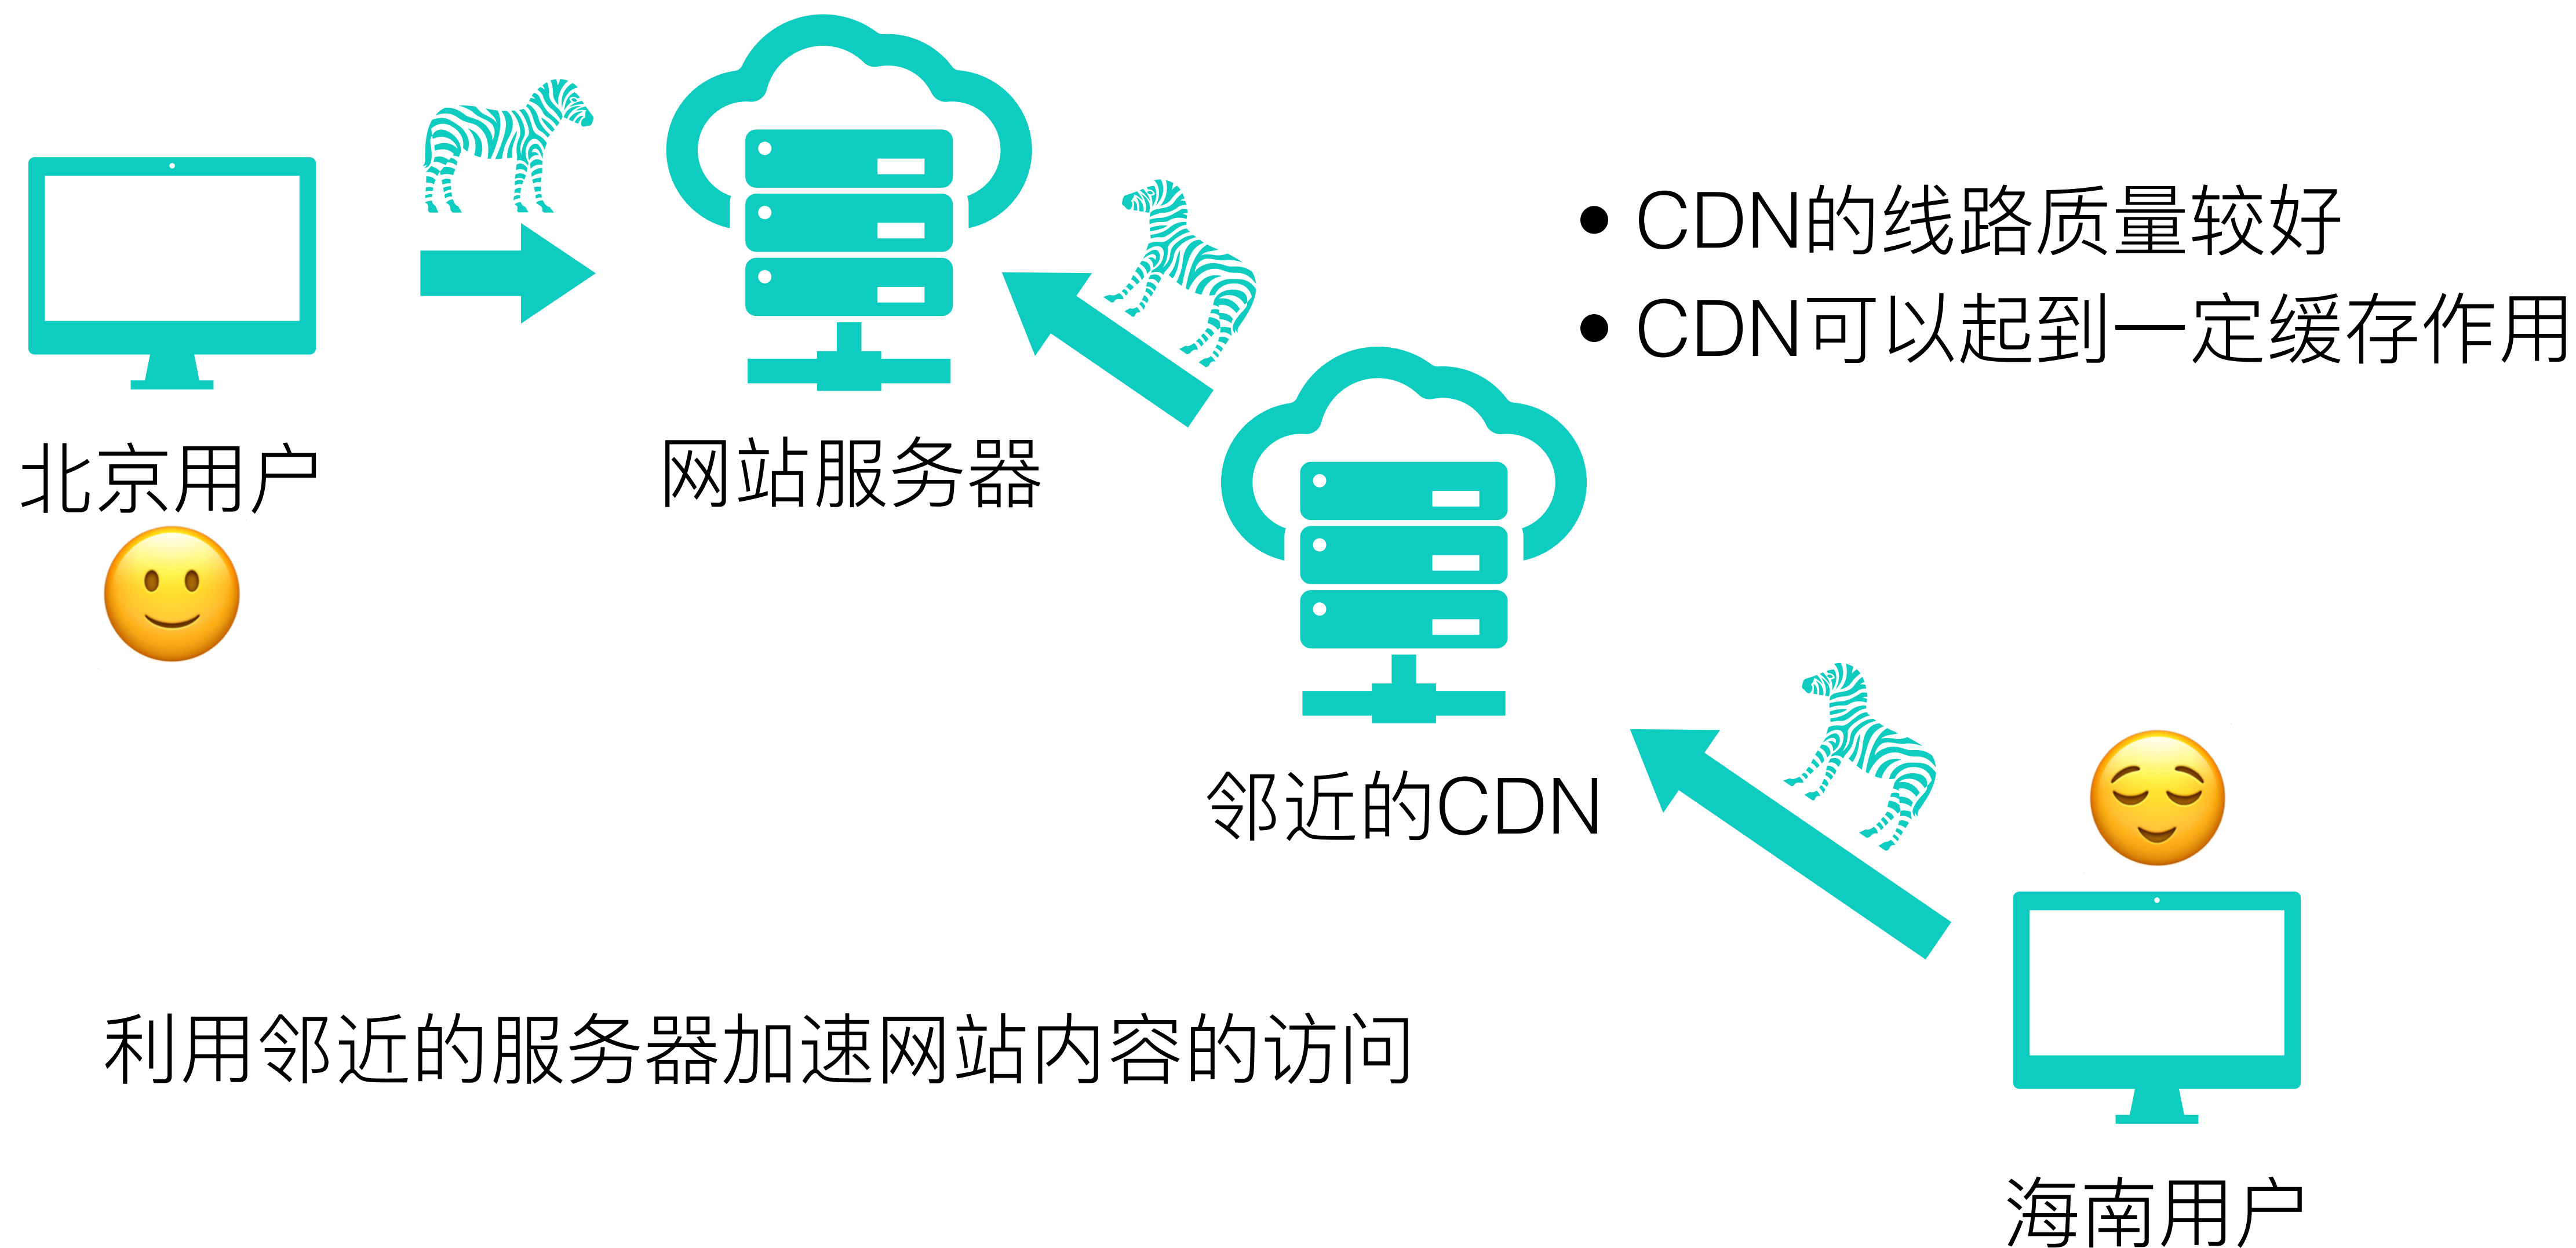 • CDN的线路质量较好
• CDN可以起到一定缓存作用
北京用户
网站服务器
邻近的CDN
利用邻近的服务器加速网站内容的访问
海南用户